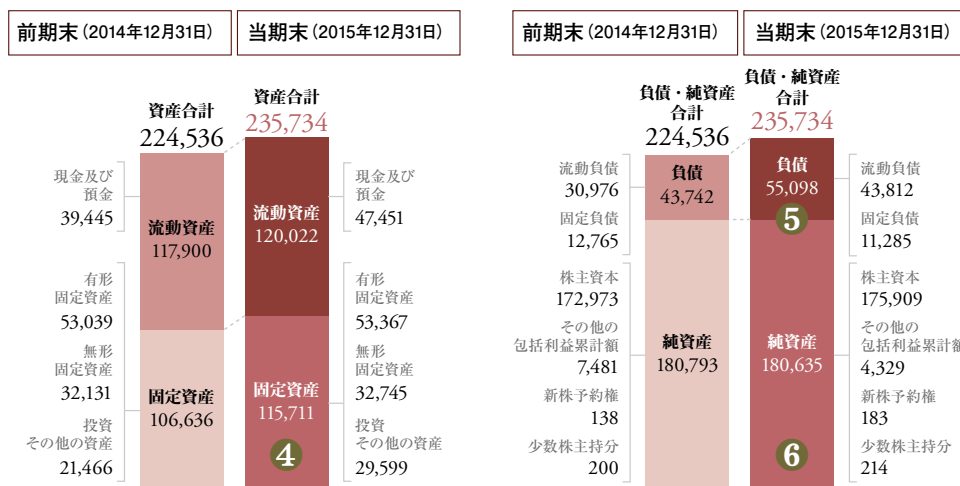 前期末（2014年12月31日）
当期末（2015年12月31日）
資産合計
224,536
資産合計
235,734
現金及び
預金
39,445
流動資産
117,900
流動資産
120,022
現金及び
預金
47,451
有形
固定資産
53,039
無形
固定資産
32,131
投資
その他の資産
21,466
固定資産
106,636
固定資産
115,711
4
有形
固定資産
53,367
無形
固定資産
32,745
投資
その他の資産
29,599
前期末（2014年12月31日）
当期末（2015年12月31日）
負債・純資産
合計
224,536
負債・純資産
合計
235,734
流動負債
30,976
固定負債
12,765
負債
43,742
負債
55,098
5
流動負債
43,812
固定負債
11,285
株主資本
172,973
その他の
包括利益累計額
7,481
新株予約権
138
少数株主持分
200
純資産
180,793
純資産
180,635
6
株主資本
175,909
その他の
包括利益累計額
4,329
新株予約権
183
少数株主持分
214